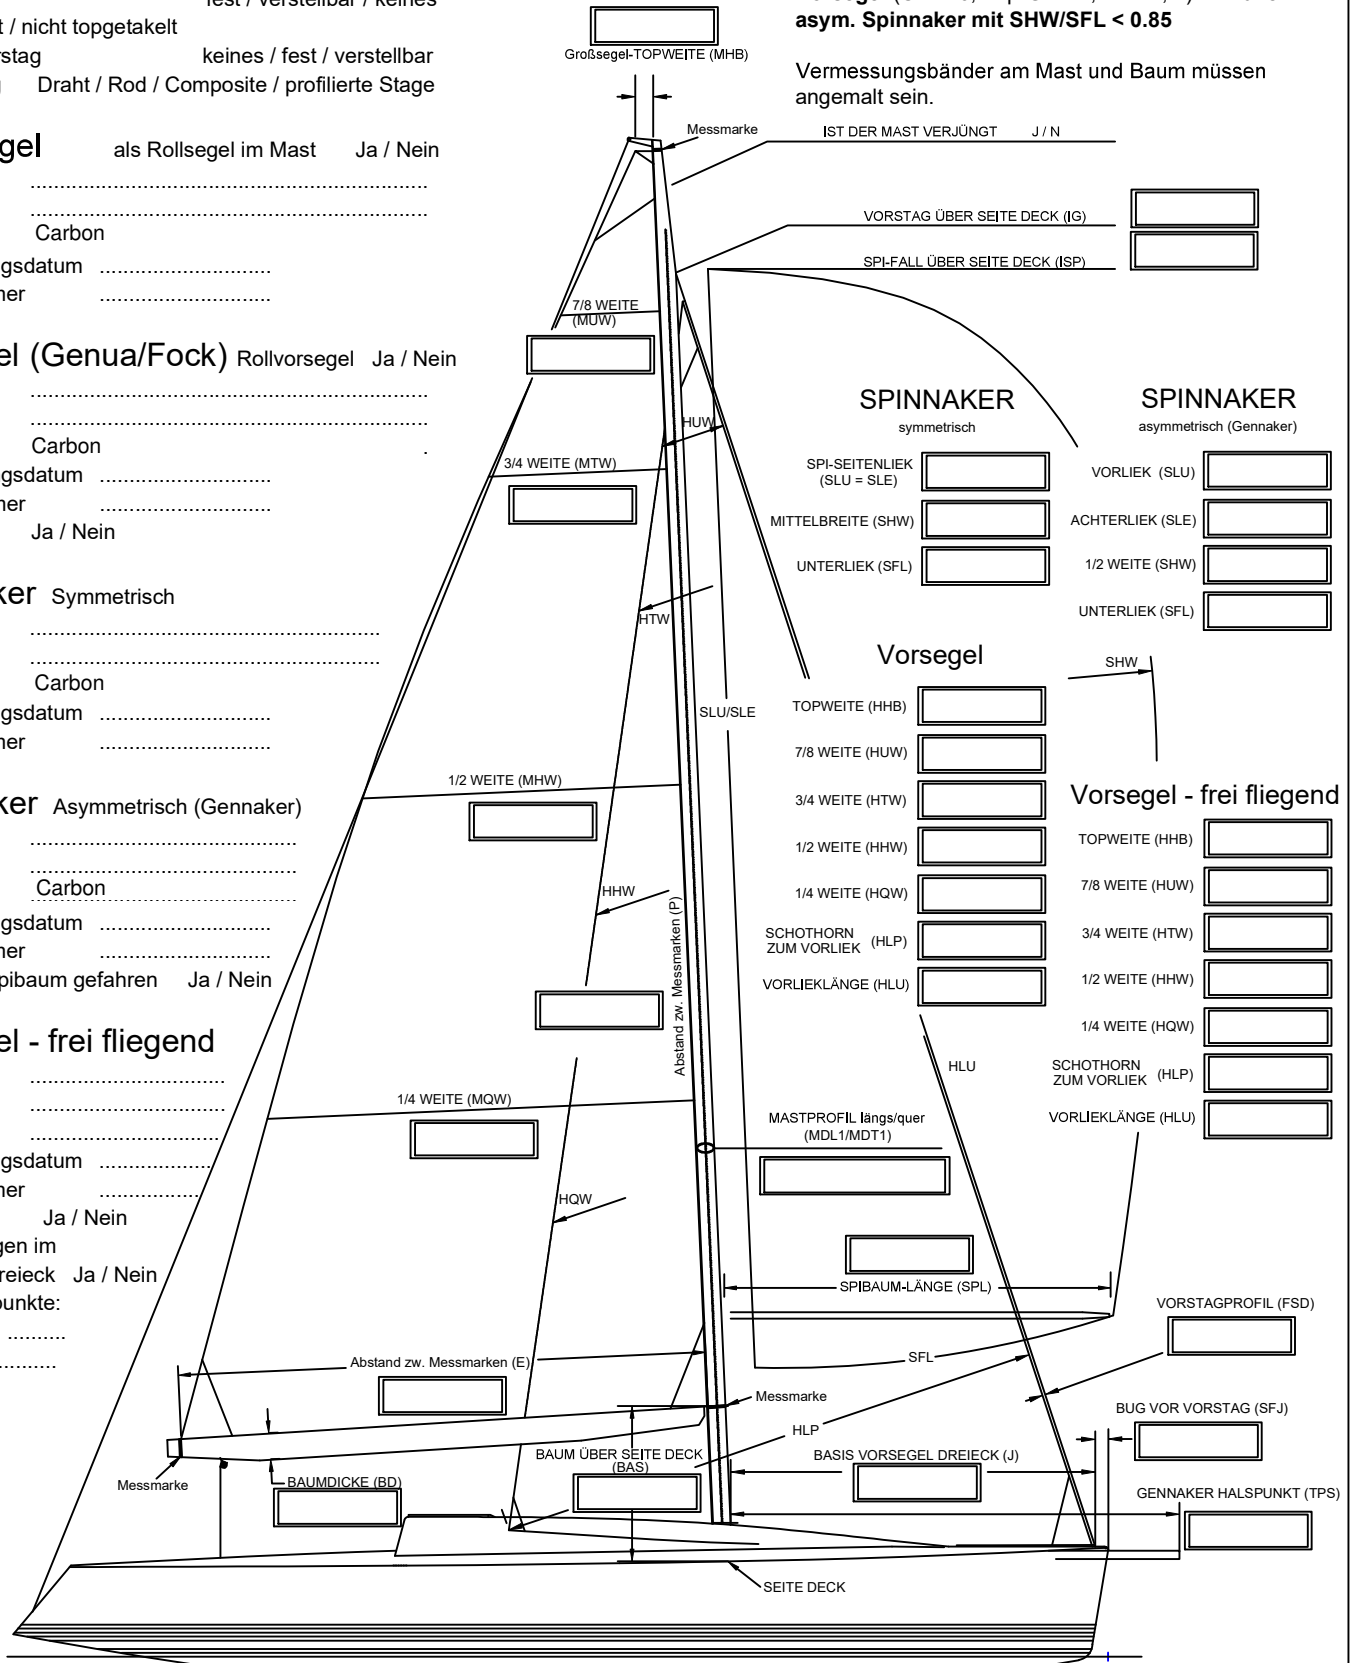 fest / verstellbar / keines
t / nicht topgetakelt
rstag keines / fest / verstellbar
Draht / Rod / Composite / profilierte Stage
gel als Rollsegel im Mast Ja / Nein
Carbon
gsdatum
ner
el (Genua/Fock) Rollvorsegel Ja / Nein
Carbon
gsdatum
ner
Ja / Nein
ker Symmetrisch
Carbon
gsdatum
ner
ker Asymmetrisch (Gennaker)
Carbon
gsdatum
ner
pibaum gefahren Ja / Nein
el - frei fliegend
gsdatum
ner
Ja / Nein
gen im
reieck Ja / Nein
punkte:
asym. Spinnaker mit SHW/SFL < 0.85
Vermessungsbänder am Mast und Baum müssen
angemalt sein.
Großsegel-TOPWEITE (MHB)
Messmarke
IST DER MAST VERJÜNGT J / N
VORSTAG ÜBER SEITE DECK (IG)
SPI-FALL ÜBER SEITE DECK (ISP)
7/8 WEITE
(MUW)
HUW
3/4 WEITE (MTW)
HTW
SLU/SLE
1/2 WEITE (MHW)
HHW
Abstand zw. Messmarken (P)
1/4 WEITE (MQW)
HQW
SPINNAKER
symmetrisch
SPI-SEITENLIEK
(SLU = SLE)
MITTELBREITE (SHW)
UNTERLIEK (SFL)
SPINNAKER
asymmetrisch (Gennaker)
VORLIEK (SLU)
ACHTERLIEK (SLE)
1/2 WEITE (SHW)
UNTERLIEK (SFL)
Vorsegel
SHW
TOPWEITE (HHB)
7/8 WEITE (HUW)
3/4 WEITE (HTW)
1/2 WEITE (HHW)
1/4 WEITE (HQW)
SCHOTHORN
ZUM VORLIEK (HLP)
VORLIEKLÄNGE (HLU)
Vorsegel - frei fliegend
TOPWEITE (HHB)
7/8 WEITE (HUW)
3/4 WEITE (HTW)
1/2 WEITE (HHW)
1/4 WEITE (HQW)
SCHOTHORN
ZUM VORLIEK (HLP)
VORLIEKLÄNGE (HLU)
HLU
MASTPROFIL längs/quer
(MDL1/MDT1)
SPIBAUM-LÄNGE (SPL)
VORSTAGPROFIL (FSD)
SFL
Abstand zw. Messmarken (E)
Messmarke
HLP
BUG VOR VORSTAG (SFJ)
BAUM ÜBER SEITE DECK
(BAS)
BASIS VORSEGEL DREIECK (J)
Messmarke
BAUMDICKE (BD)
GENNAKER HALSPUNKT (TPS)
SEITE DECK